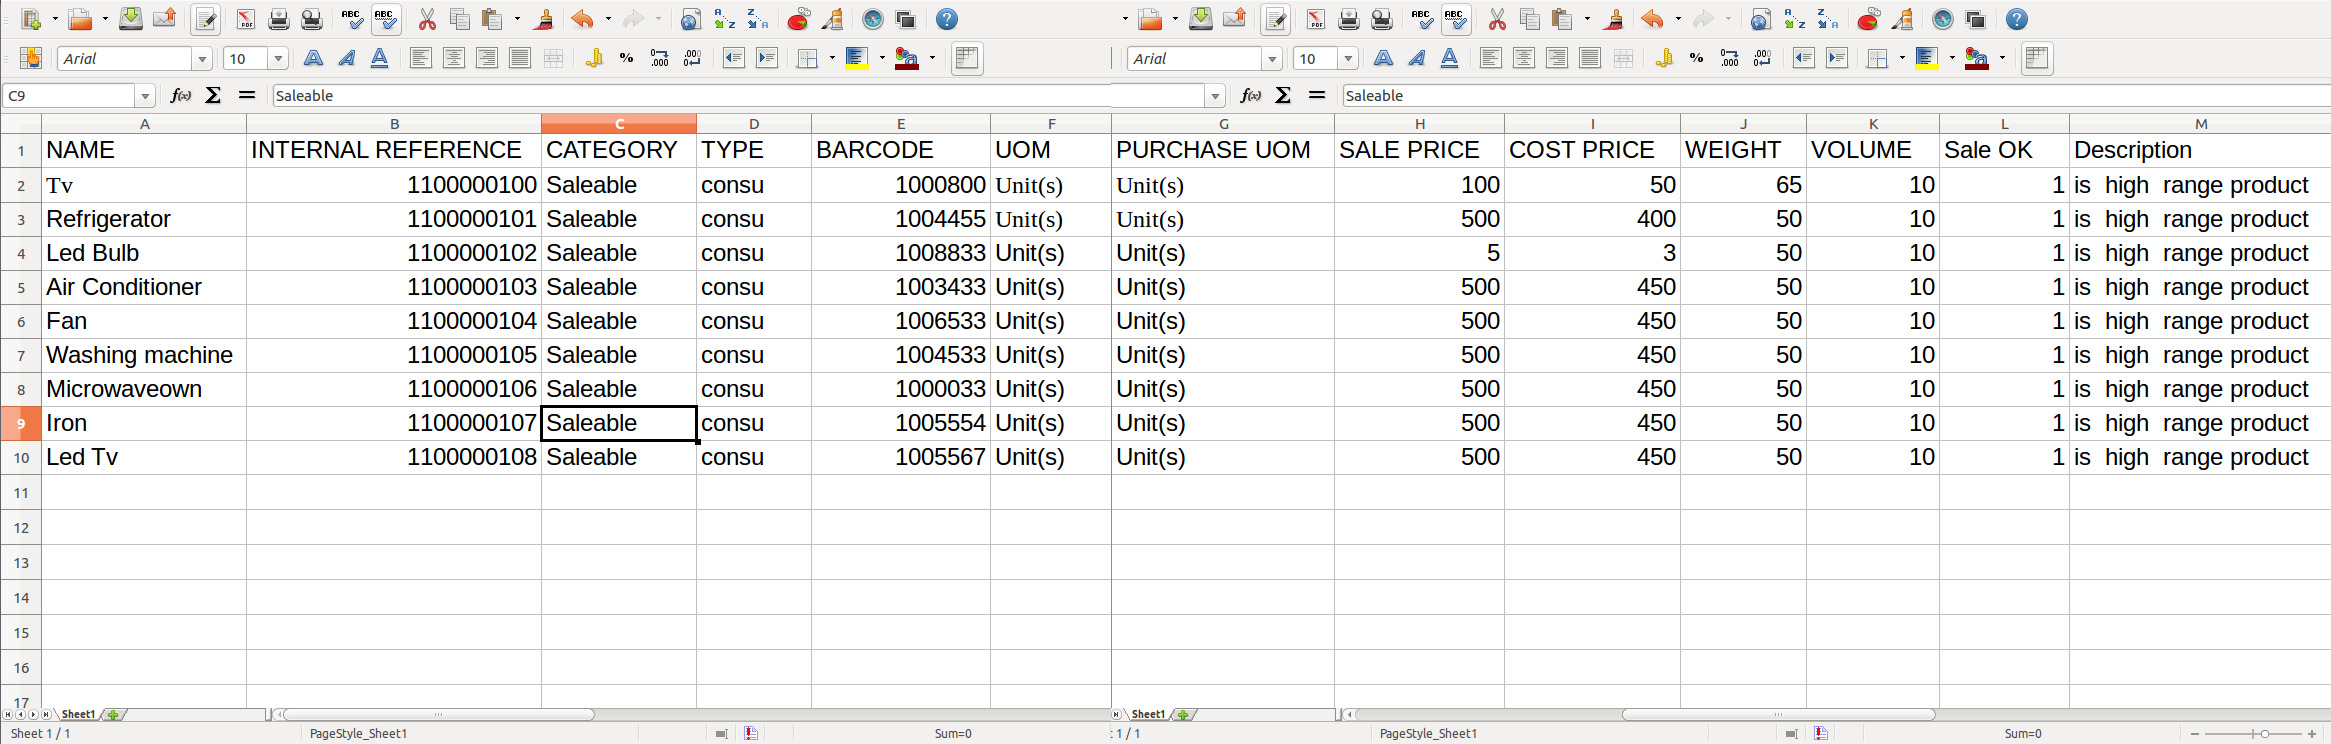 ABC ABC ABC ABC
Arial 10 % .000 .000 Arial 10 % .000 .000
C9 f(x) Σ = Saleable f(x) Σ = Saleable
A B C D E F G H I J K L M
1 NAME INTERNAL REFERENCE CATEGORY TYPE BARCODE UOM PURCHASE UOM SALE PRICE COST PRICE WEIGHT VOLUME Sale OK Description
2 Tv 1100000100 Saleable consu 1000800 Unit(s) Unit(s) 100 50 65 10 1 is high range product
3 Refrigerator 1100000101 Saleable consu 1004455 Unit(s) Unit(s) 500 400 50 10 1 is high range product
4 Led Bulb 1100000102 Saleable consu 1008833 Unit(s) Unit(s) 5 3 50 10 1 is high range product
5 Air Conditioner 1100000103 Saleable consu 1003433 Unit(s) Unit(s) 500 450 50 10 1 is high range product
6 Fan 1100000104 Saleable consu 1006533 Unit(s) Unit(s) 500 450 50 10 1 is high range product
7 Washing machine 1100000105 Saleable consu 1004533 Unit(s) Unit(s) 500 450 50 10 1 is high range product
8 Microwaveown 1100000106 Saleable consu 1000033 Unit(s) Unit(s) 500 450 50 10 1 is high range product
9 Iron 1100000107 Saleable consu 1005554 Unit(s) Unit(s) 500 450 50 10 1 is high range product
10 Led Tv 1100000108 Saleable consu 1005567 Unit(s) Unit(s) 500 450 50 10 1 is high range product
11
12
13
14
15
16
17
Sheet1 Sheet1
Sheet 1 / 1 PageStyle_Sheet1 Sum=0 : 1 / 1 PageStyle_Sheet1 Sum=0